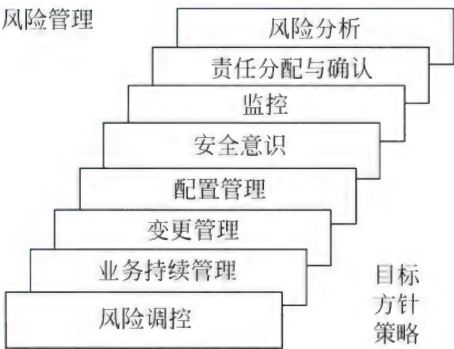 风险管理
风险分析
责任分配与确认
监控
安全意识
配置管理
变更管理
业务持续管理
风险调控
目标
方针
策略